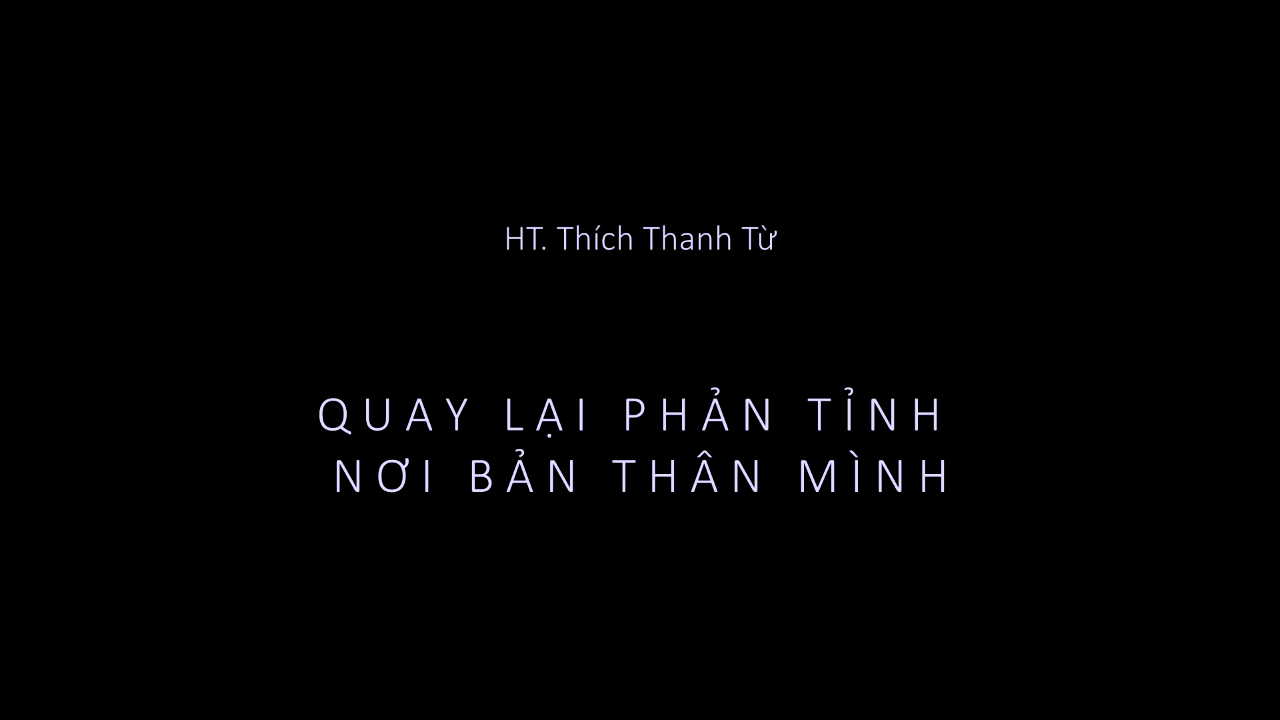 HT. Thích Thanh Từ
QUAY LẠI PHẢN TỈNH
NƠI BẢN THÂN MÌNH